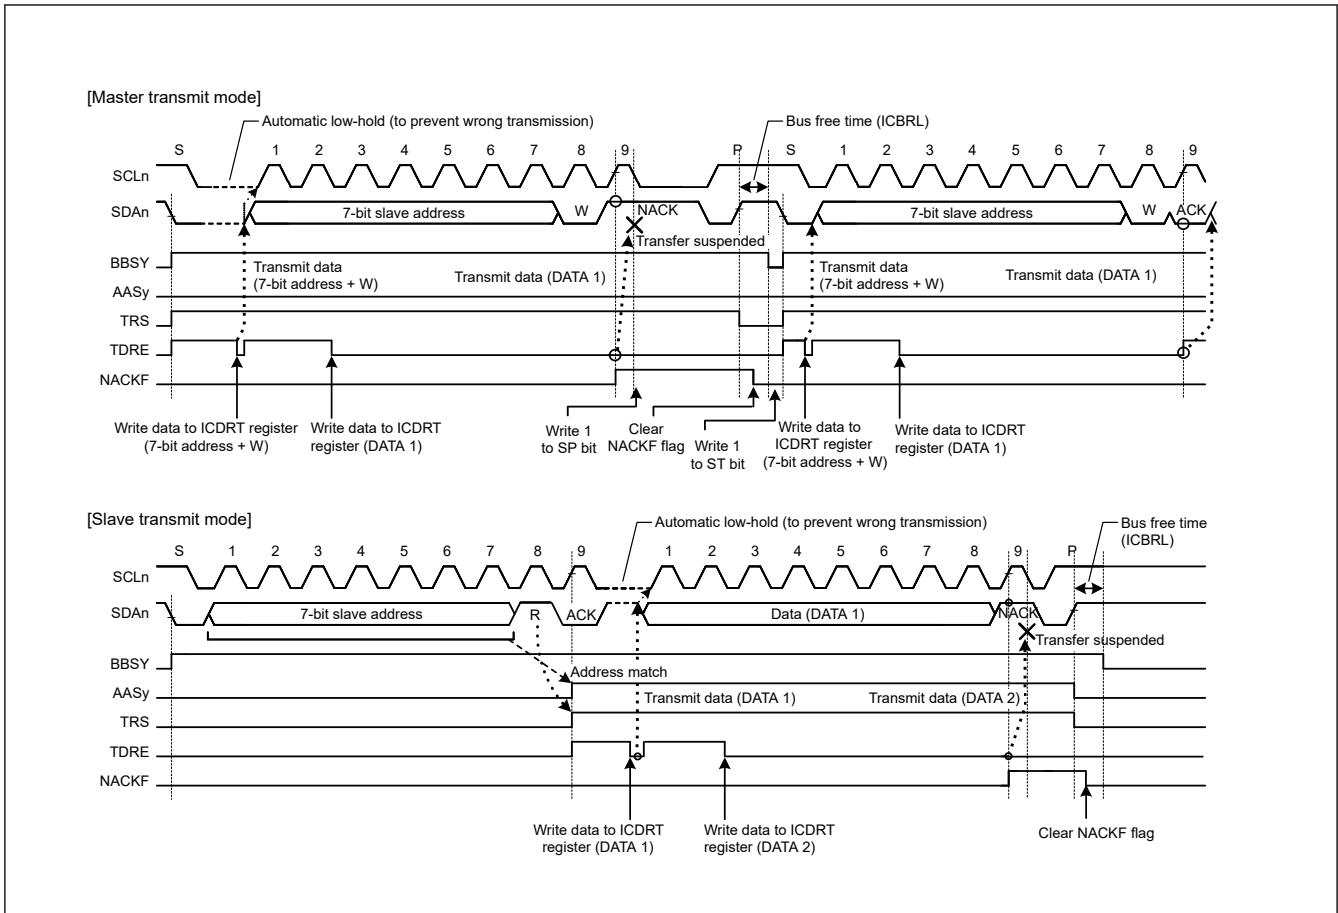 [Master transmit mode]
Automatic low-hold (to prevent wrong transmission)
Bus free time (ICBRL)
S 1 2 3 4 5 6 7 8 9 P S 1 2 3 4 5 6 7 8 9
SCLn
SDAn 7-bit slave address W NACK 7-bit slave address W ACK
Transfer suspended
BBSY
Transmit data
(7-bit address + W)
Transmit data (DATA 1)
Transmit data
(7-bit address + W)
Transmit data (DATA 1)
AASy
TRS
TDRE
NACKF
Write data to ICDRT register
(7-bit address + W)
Write data to ICDRT
register (DATA 1)
Write 1
to SP bit
Clear
NACKF flag
Write 1
to ST bit
Write data to
ICDRT register
(7-bit address + W)
Write data to ICDRT
register (DATA 1)
[Slave transmit mode]
Automatic low-hold (to prevent wrong transmission)
Bus free time
(ICBRL)
S 1 2 3 4 5 6 7 8 9 1 2 3 4 5 6 7 8 9 P
SCLn
SDAn 7-bit slave address R ACK Data (DATA 1) NACK
Transfer suspended
BBSY
Address match
AASy
Transmit data (DATA 1)
Transmit data (DATA 2)
TRS
TDRE
NACKF
Write data to ICDRT
register (DATA 1)
Write data to ICDRT
register (DATA 2)
Clear NACKF flag